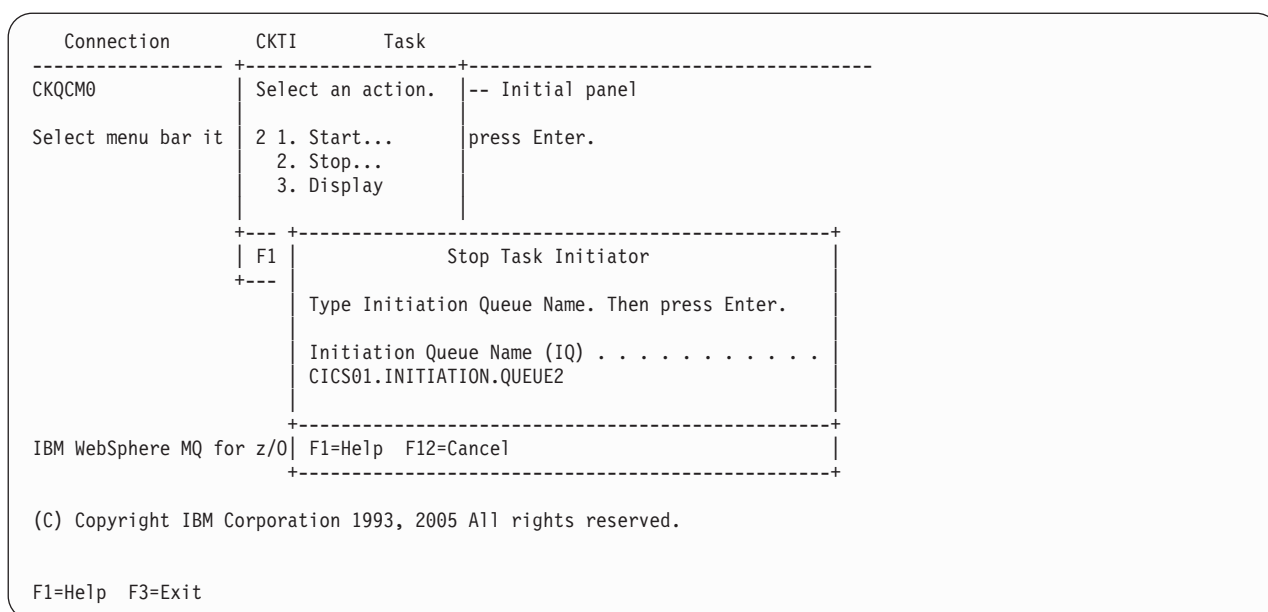 Connection CKTI Task
------------------ +--------------------+--------------------------------------
CKQCM0 | Select an action. |-- Initial panel
Select menu bar it | 2 1. Start... |press Enter.
| 2. Stop... |
| 3. Display |
+--- +--------------------------------------------------+
| F1 | Stop Task Initiator |
+--- | |
| Type Initiation Queue Name. Then press Enter. |
| Initiation Queue Name (IQ) . . . . . . . . . . . |
| CICS01.INITIATION.QUEUE2 |
+--------------------------------------------------+
IBM WebSphere MQ for z/O| F1=Help F12=Cancel |
+--------------------------------------------------+
(C) Copyright IBM Corporation 1993, 2005 All rights reserved.
F1=Help F3=Exit